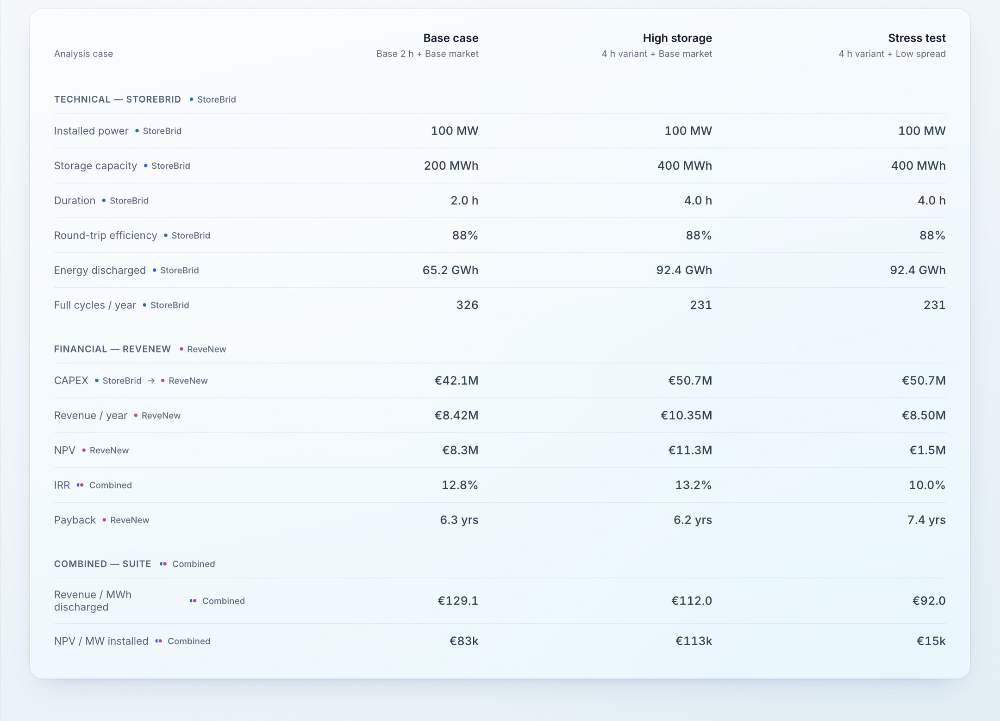 Base case High storage Stress test
Analysis case Base 2 h + Base market 4 h variant + Base market 4 h variant + Low spread
TECHNICAL — STOREBRID StoreBrid
Installed power StoreBrid 100 MW 100 MW 100 MW
Storage capacity StoreBrid 200 MWh 400 MWh 400 MWh
Duration StoreBrid 2.0 h 4.0 h 4.0 h
Round-trip efficiency StoreBrid 88% 88% 88%
Energy discharged StoreBrid 65.2 GWh 92.4 GWh 92.4 GWh
Full cycles / year StoreBrid 326 231 231
FINANCIAL — REVENEW ReveNew
CAPEX StoreBrid → ReveNew €42.1M €50.7M €50.7M
Revenue / year ReveNew €8.42M €10.35M €8.50M
NPV ReveNew €8.3M €11.3M €1.5M
IRR Combined 12.8% 13.2% 10.0%
Payback ReveNew 6.3 yrs 6.2 yrs 7.4 yrs
COMBINED — SUITE Combined
Revenue / MWh
discharged Combined €129.1 €112.0 €92.0
NPV / MW installed Combined €83k €113k €15k